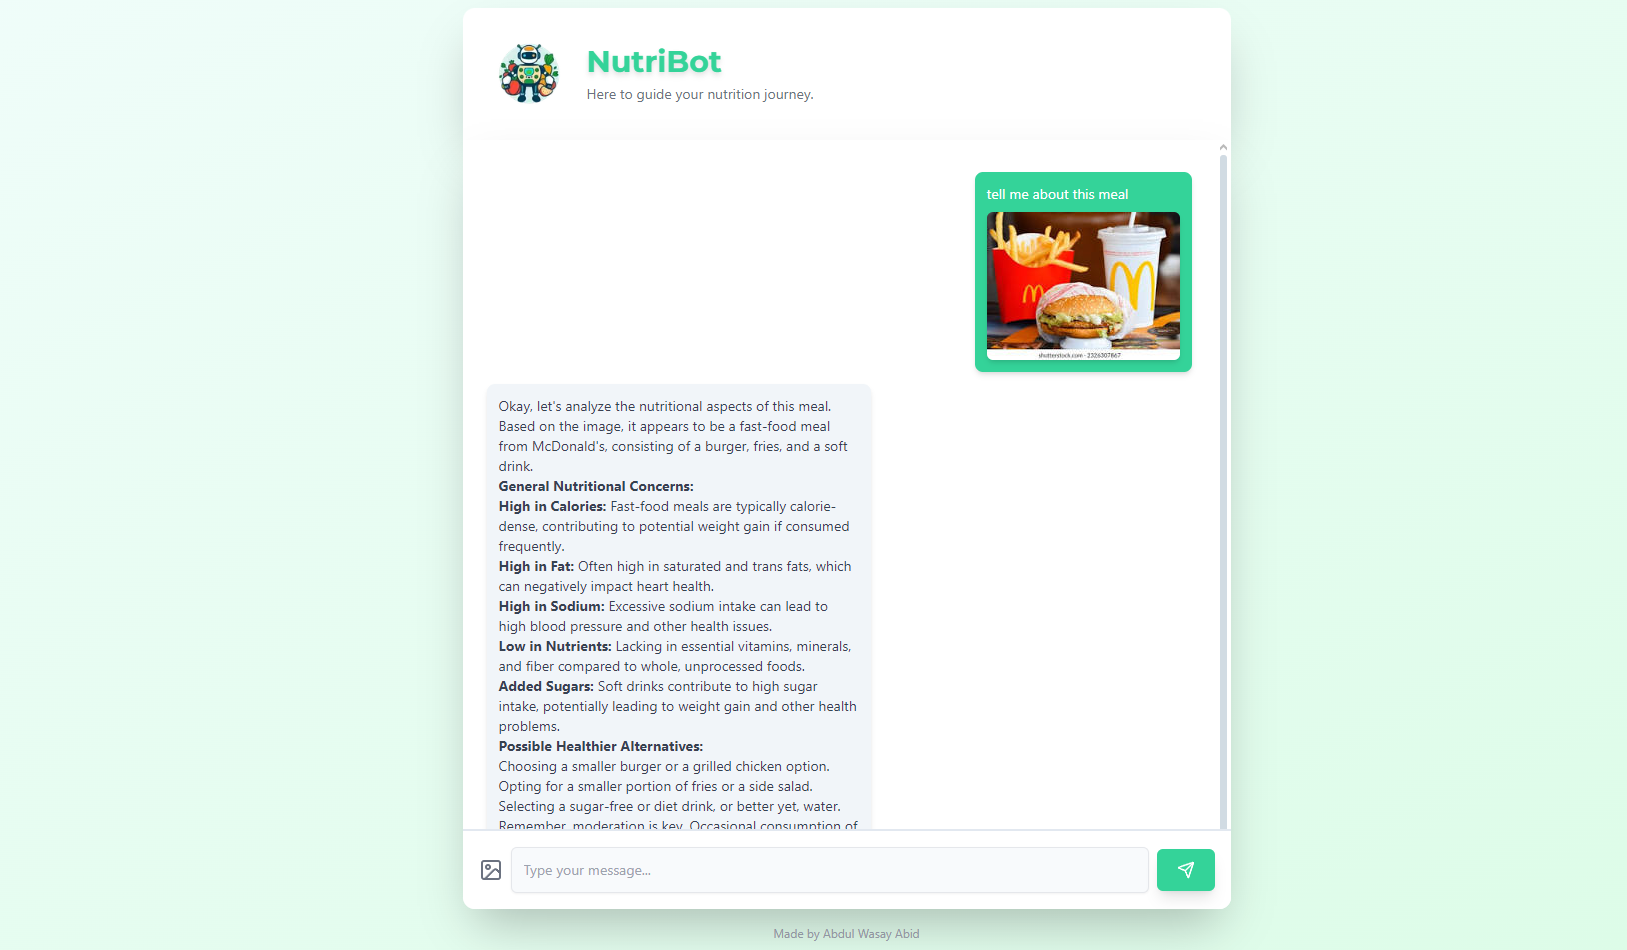 NutriBot
Here to guide your nutrition journey.
tell me about this meal
shutterstock.com · 2326307867
Okay, let's analyze the nutritional aspects of this meal.
Based on the image, it appears to be a fast-food meal
from McDonald's, consisting of a burger, fries, and a soft
drink.
General Nutritional Concerns:
High in Calories: Fast-food meals are typically calorie-
dense, contributing to potential weight gain if consumed
frequently.
High in Fat: Often high in saturated and trans fats, which
can negatively impact heart health.
High in Sodium: Excessive sodium intake can lead to
high blood pressure and other health issues.
Low in Nutrients: Lacking in essential vitamins, minerals,
and fiber compared to whole, unprocessed foods.
Added Sugars: Soft drinks contribute to high sugar
intake, potentially leading to weight gain and other health
problems.
Possible Healthier Alternatives:
Choosing a smaller burger or a grilled chicken option.
Opting for a smaller portion of fries or a side salad.
Selecting a sugar-free or diet drink, or better yet, water.
Remember, moderation is key. Occasional consumption of
Type your message...
Made by Abdul Wasay Abid